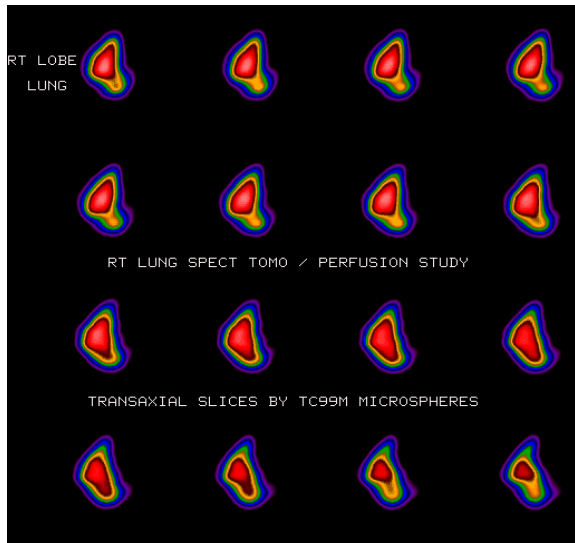 RT LOBE
LUNG
RT LUNG SPECT TOMO / PERFUSION STUDY
TRANSAXIAL SLICES BY TC99M MICROSPHERES